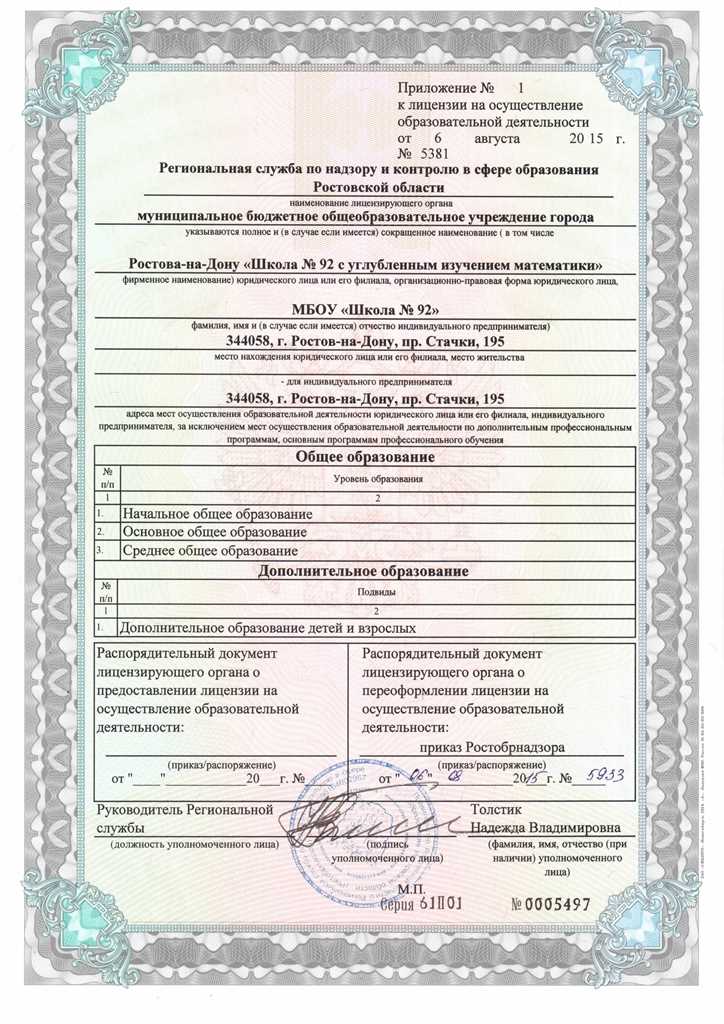 Приложение № 1
к лицензии на осуществление
образовательной деятельности
от 6 августа 2015 г.
№ 5381
Региональная служба по надзору и контролю в сфере образования
Ростовской области
наименование лицензирующего органа
муниципальное бюджетное общеобразовательное учреждение города
указываются полное и (в случае если имеется) сокращенное наименование ( в том числе
Ростова-на-Дону «Школа № 92 с углубленным изучением математики»
фирменное наименование) юридического лица или его филиала, организационно-правовая форма юридического лица,
МБОУ «Школа № 92»
фамилия, имя и (в случае если имеется) отчество индивидуального предпринимателя)
344058, г. Ростов-на-Дону, пр. Стачки, 195
место нахождения юридического лица или его филиала, место жительства
- для индивидуального предпринимателя
344058, г. Ростов-на-Дону, пр. Стачки, 195
адреса мест осуществления образовательной деятельности юридического лица или его филиала, индивидуального
предпринимателя, за исключением мест осуществления образовательной деятельности по дополнительным профессиональным
программам, основным программам профессионального обучения
Общее образование
№ п/п Уровень образования
1 2
1. Начальное общее образование
2. Основное общее образование
3. Среднее общее образование
Дополнительное образование
№ п/п Подвиды
1 2
1. Дополнительное образование детей и взрослых
Распорядительный документ
лицензирующего органа о
предоставлении лицензии на
осуществление образовательной
деятельности:
(приказ/распоряжение)
от "___ " ________ 20___г. №
Распорядительный документ
лицензирующего органа о
переоформлении лицензии на
осуществление образовательной
деятельности:
приказ Ростобрнадзора
(приказ/распоряжение)
от " 06 " 08 2015 г. № 5933
Руководитель Региональной
службы
(должность уполномоченного лица)
(подпись
уполномоченного лица)
Толстик
Надежда Владимировна
(фамилия, имя, отчество (при
наличии) уполномоченного
лица)
М.П.
Серия 61П01 № 0005497